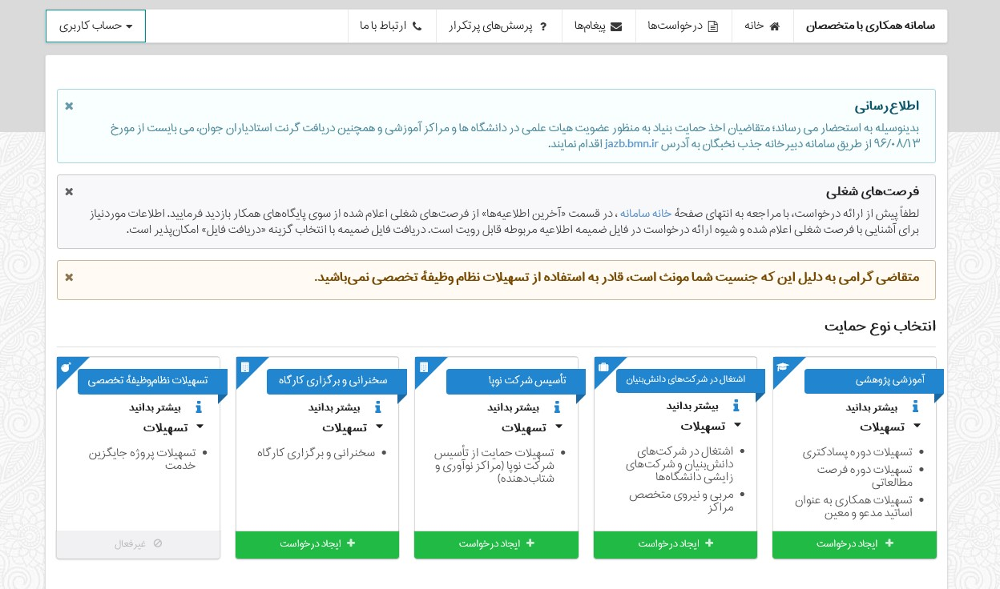 سامانه همکاری با متخصصان
خانه
درخواست‌ها
پیغام‌ها
پرسش‌های پرتکرار
ارتباط با ما
حساب کاربری
اطلاع‌رسانی
بدینوسیله به استحضار می رساند؛ متقاضیان اخذ حمایت بنیاد به منظور عضویت هیات علمی در دانشگاه ها و مراکز آموزشی و همچنین دریافت گرنت استادیاران جوان، می بایست از مورخ
۹۶/۰۸/۱۳ از طریق سامانه دبیرخانه جذب نخبگان به آدرس jazb.bmn.ir اقدام نمایند.
فرصت‌های شغلی
لطفاً پیش از ارائه درخواست، با مراجعه به انتهای صفحهٔ خانه سامانه ، در قسمت «آخرین اطلاعیه‌ها» از فرصت‌های شغلی اعلام شده از سوی پایگاه‌های همکار بازدید فرمایید. اطلاعات موردنیاز
برای آشنایی با فرصت شغلی اعلام شده و شیوه ارائه درخواست در فایل ضمیمه اطلاعیه مربوطه قابل رویت است. دریافت فایل ضمیمه با انتخاب گزینه «دریافت فایل» امکان‌پذیر است.
متقاضی گرامی به دلیل این که جنسیت شما مونث است، قادر به استفاده از تسهیلات نظام وظیفهٔ تخصصی نمی‌باشید.
انتخاب نوع حمایت
آموزشی پژوهشی
بیشتر بدانید
تسهیلات
تسهیلات دوره پسادکتری
تسهیلات دوره فرصت
مطالعاتی
تسهیلات همکاری به عنوان
اساتید مدعو و معین
ایجاد درخواست
اشتغال در شرکت‌های دانش‌بنیان
بیشتر بدانید
تسهیلات
اشتغال در شرکت‌های
دانش‌بنیان و شرکت‌های
زایشی دانشگاه‌ها
مربی و نیروی متخصص
مراکز
ایجاد درخواست
تأسیس شرکت نوپا
بیشتر بدانید
تسهیلات
تسهیلات حمایت از تأسیس
شرکت نوپا (مراکز نوآوری و
شتاب‌دهنده)
ایجاد درخواست
سخنرانی و برگزاری کارگاه
بیشتر بدانید
تسهیلات
سخنرانی و برگزاری کارگاه
ایجاد درخواست
تسهیلات نظام‌وظیفهٔ تخصصی
بیشتر بدانید
تسهیلات
تسهیلات پروژه جایگزین
خدمت
غیرفعال